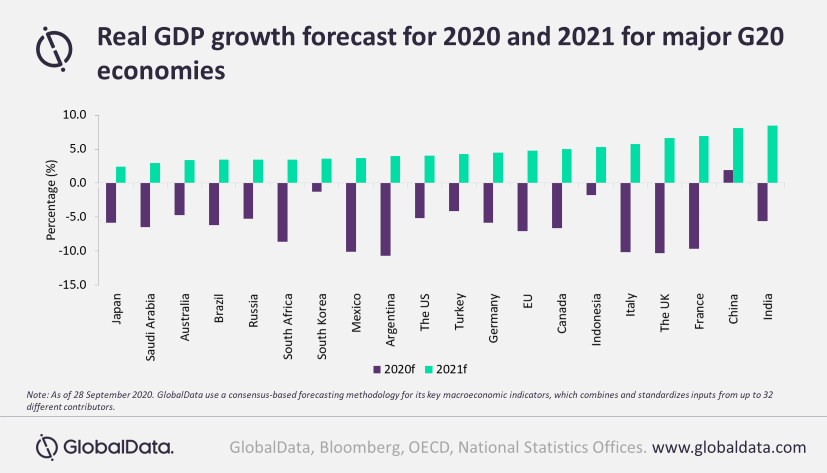 Real GDP growth forecast for 2020 and 2021 for major G20
economies
Percentage (%)
10.0
5.0
0.0
-5.0
-10.0
-15.0
Japan
Saudi Arabia
Australia
Brazil
Russia
South Africa
South Korea
Mexico
Argentina
The US
Turkey
Germany
EU
Canada
Indonesia
Italy
The UK
France
China
India
2020f 2021f
Note: As of 28 September 2020. GlobalData use a consensus-based forecasting methodology for its key macroeconomic indicators, which combines and standardizes inputs from up to 32
different contributors.
GlobalData. GlobalData, Bloomberg, OECD, National Statistics Offices. www.globaldata.com